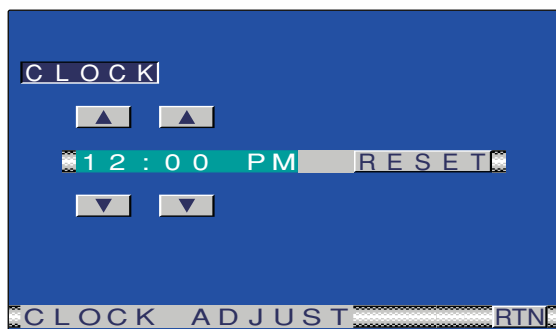 CLOCK
▲ ▲
12:00 PM RESET
▼ ▼
CLOCK ADJUST RTN